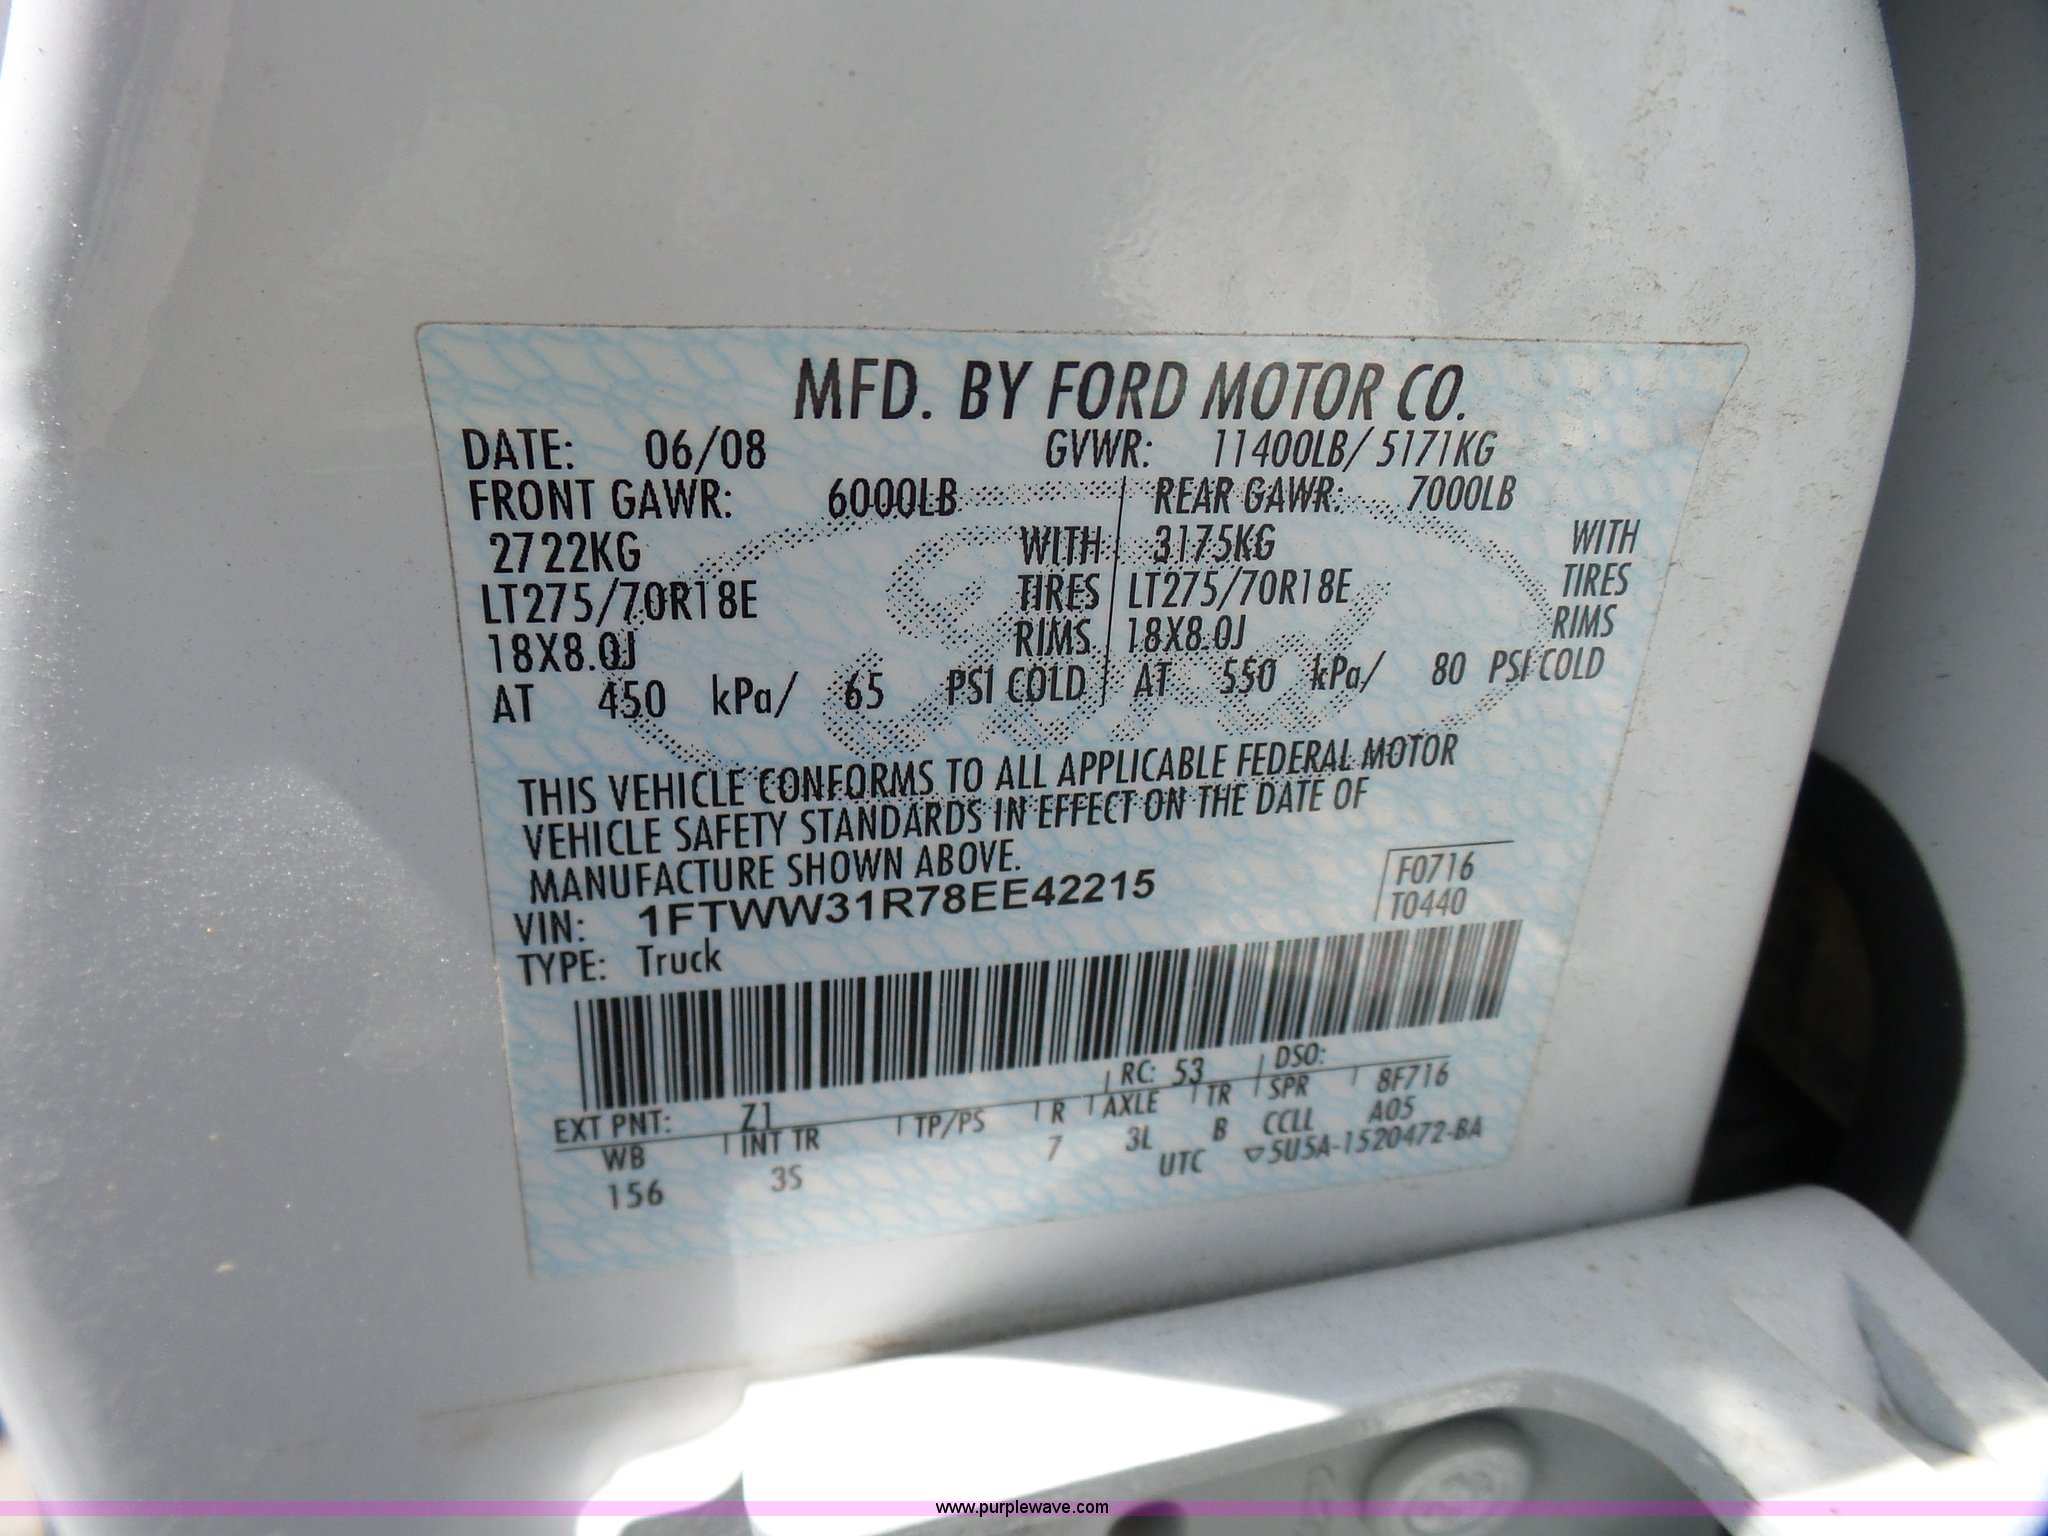 MFD. BY FORD MOTOR CO.
DATE: 06/08 GVWR: 11400LB/ 5171KG
FRONT GAWR: 6000LB REAR GAWR: 7000LB
2722KG WITH 3175KG WITH
LT275/70R18E TIRES LT275/70R18E TIRES
18X8.0J RIMS 18X8.0J RIMS
AT 450 kPa/ 65 PSI COLD AT 550 kPa/ 80 PSI COLD
THIS VEHICLE CONFORMS TO ALL APPLICABLE FEDERAL MOTOR
VEHICLE SAFETY STANDARDS IN EFFECT ON THE DATE OF
MANUFACTURE SHOWN ABOVE.
VIN: 1FTWW31R78EE42215
F0716
T0440
TYPE: Truck
EXT PNT: Z1 RC: 53 DSO:
WB INT TR TP/PS R AXLE TR SPR 8F716
156 3S 7 3L B CCLL A05
UTC ▽5U5A-1520472-BA
www.purplewave.com